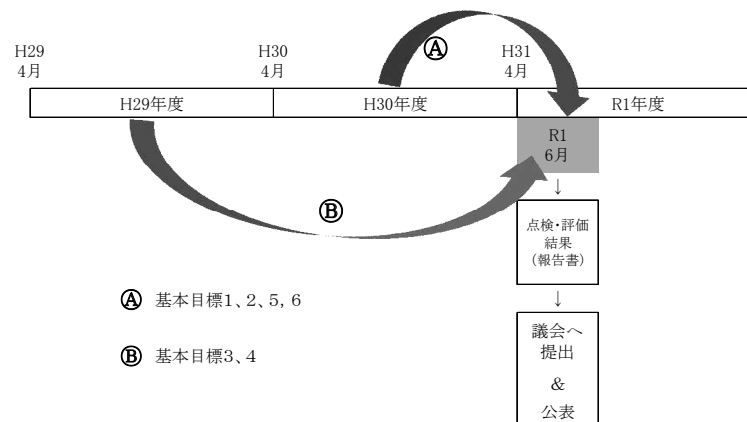 H29
4月
H30
4月
H31
4月
Ⓐ
H29年度
H30年度
R1年度
R1
6月
↓
Ⓑ
点検・評価
結果
(報告書)
↓
Ⓐ 基本目標1、2、5, 6
Ⓑ 基本目標3、4
議会へ
提出
&
公表